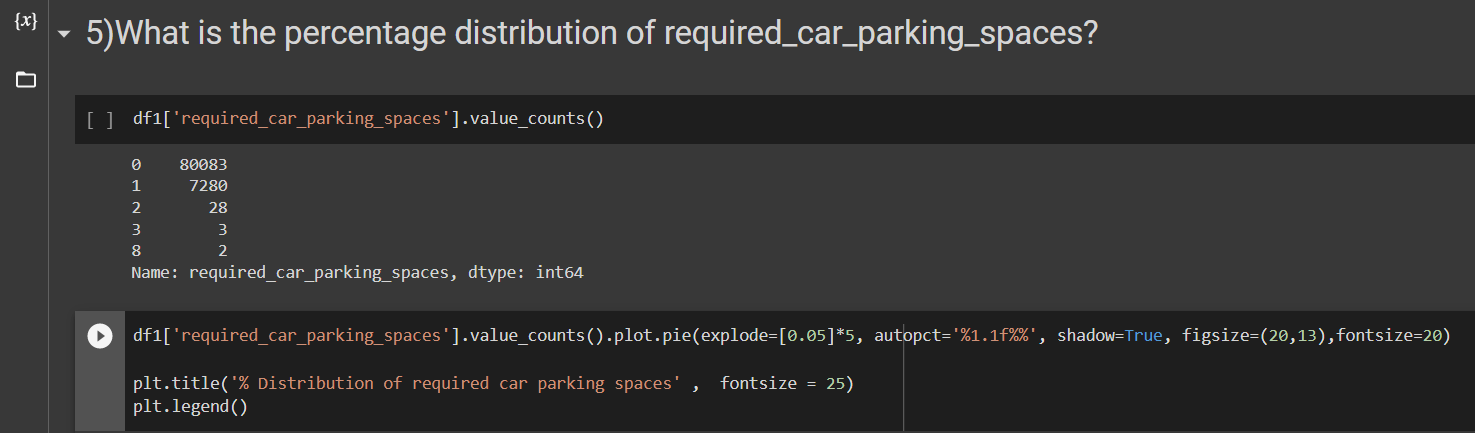 {x}
5)What is the percentage distribution of required_car_parking_spaces?
[ ] df1['required_car_parking_spaces'].value_counts()
0    80083
1     7280
2       28
3        3
8        2
Name: required_car_parking_spaces, dtype: int64
df1['required_car_parking_spaces'].value_counts().plot.pie(explode=[0.05]*5, autopct='%1.1f%%', shadow=True, figsize=(20,13),fontsize=20)
plt.title('% Distribution of required car parking spaces' ,  fontsize = 25)
plt.legend()